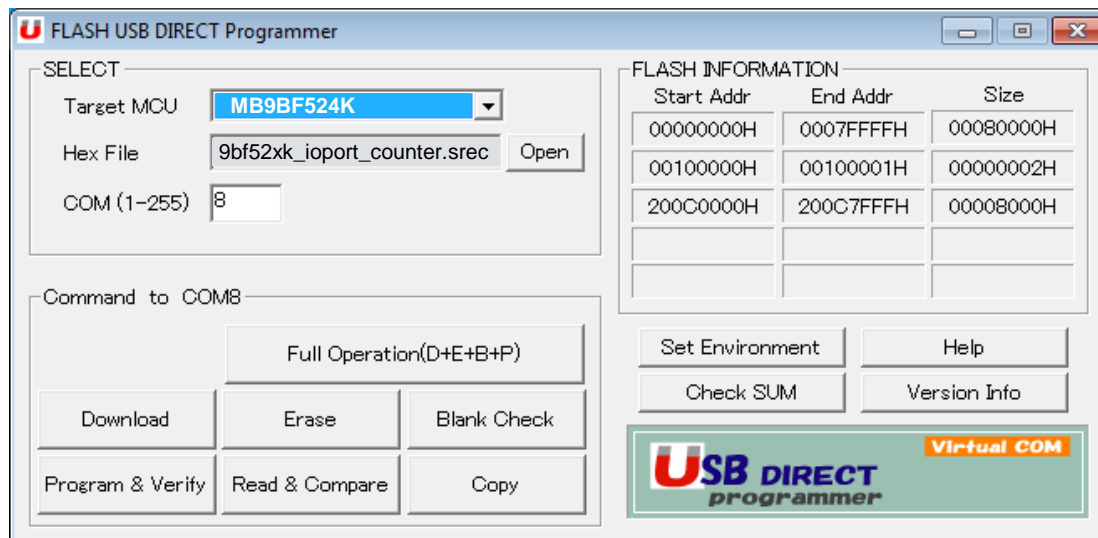 FLASH USB DIRECT Programmer
SELECT
Target MCU MB9BF524K
Hex File 9bf52xk_ioport_counter.srec Open
COM (1-255) 8
FLASH INFORMATION
Start Addr End Addr Size
00000000H 0007FFFFH 00080000H
00100000H 00100001H 00000002H
200C0000H 200C7FFFH 00008000H
Command to COM8
Full Operation(D+E+B+P)
Download Erase Blank Check
Program & Verify Read & Compare Copy
Set Environment Help
Check SUM Version Info
Virtual COM
USB DIRECT
programmer